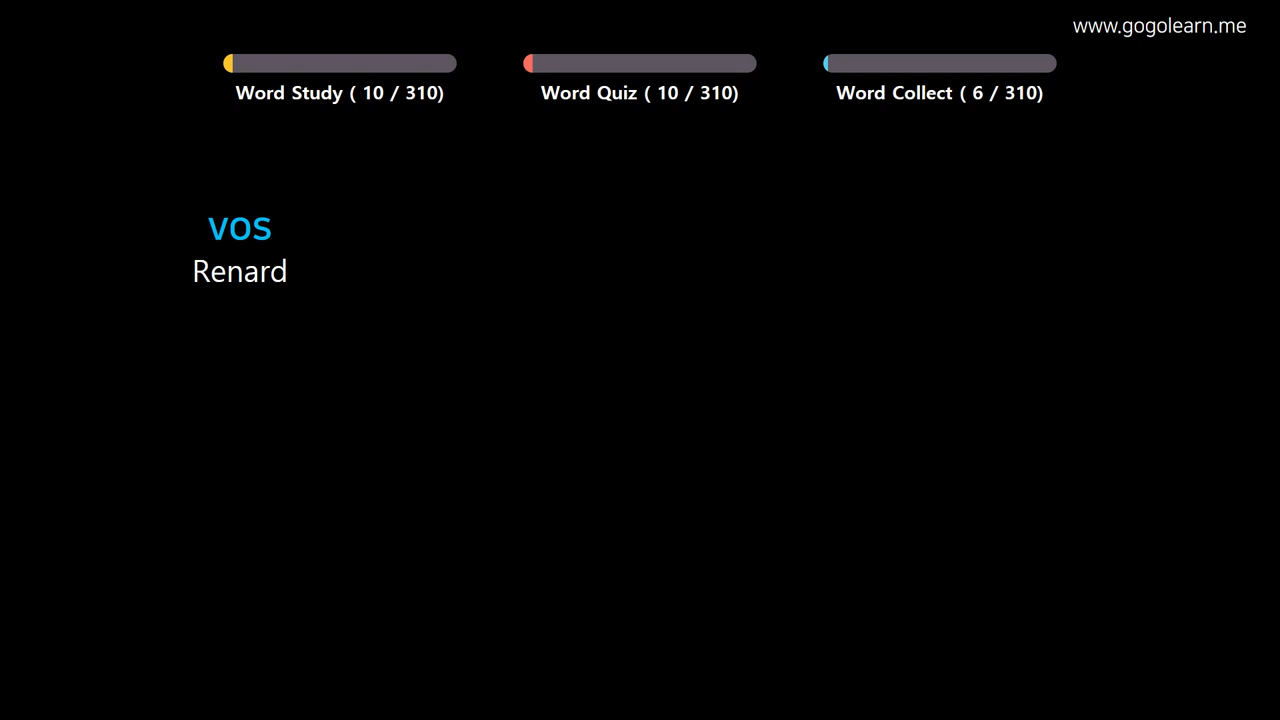 www.gogolearn.me
Word Study ( 10 / 310)
Word Quiz ( 10 / 310)
Word Collect ( 6 / 310)
vos
Renard